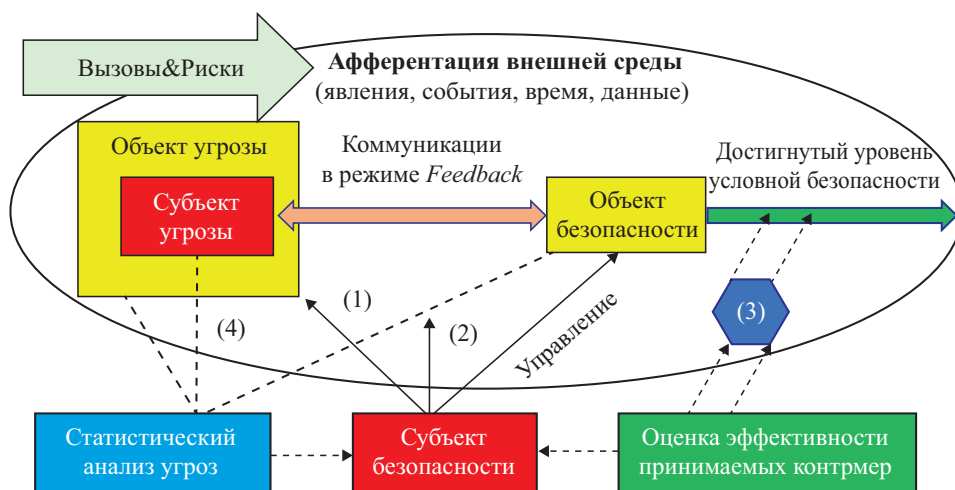 Вызовы&Риски
Афферентация внешней среды
(явления, события, время, данные)
Объект угрозы
Субъект
угрозы
Коммуникации
в режиме Feedback
Объект
безопасности
Достигнутый уровень
условной безопасности
(1)
(2)
(3)
(4)
Управление
Статистический
анализ угроз
Субъект
безопасности
Оценка эффективности
принимаемых контрмер